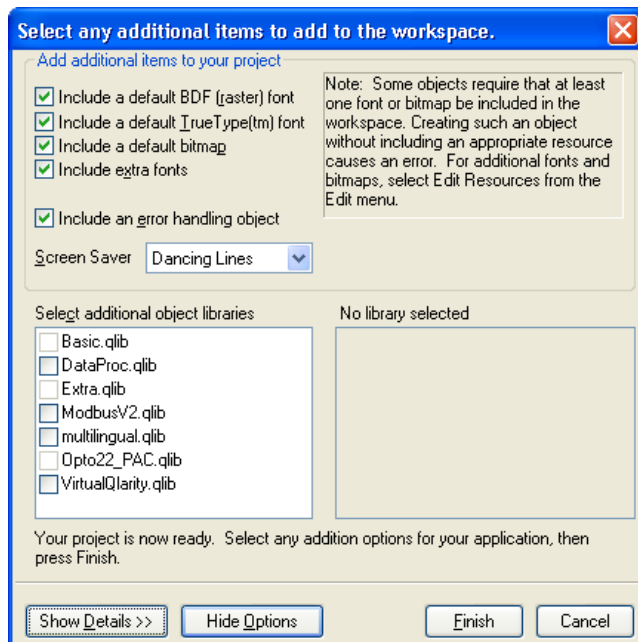 Select any additional items to add to the workspace.
Add additional items to your project
Include a default BDF (raster) font
Include a default TrueType(tm) font
Include a default bitmap
Include extra fonts
Include an error handling object
Note: Some objects require that at least
one font or bitmap be included in the
workspace. Creating such an object
without including an appropriate resource
causes an error. For additional fonts and
bitmaps, select Edit Resources from the
Edit menu.
Screen Saver
Dancing Lines
Select additional object libraries
No library selected
Basic.qlib
DataProc.qlib
Extra.qlib
ModbusV2.qlib
multilingual.qlib
Opto22_PAC.qlib
VirtualQlarity.qlib
Your project is now ready. Select any addition options for your application, then
press Finish.
Show Details >>
Hide Options
Finish
Cancel